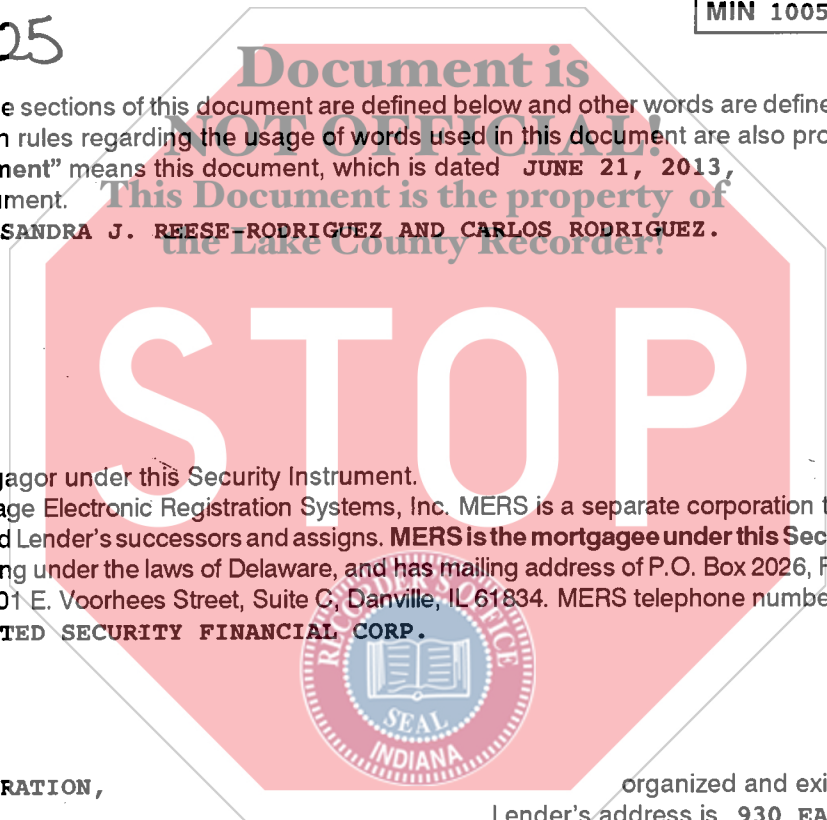 MIN 1005
25
Document is
e sections of this document are defined below and other words are define
NOT OFFICIAL!
n rules regarding the usage of words used in this document are also pro
ment” means this document, which is dated JUNE 21, 2013,
ument.
This Document is the property of
SANDRA J. REESE-RODRIGUEZ AND CARLOS RODRIGUEZ.
the Lake County Recorder!
STOP
gagor under this Security Instrument.
age Electronic Registration Systems, Inc. MERS is a separate corporation t
d Lender's successors and assigns. MERS is the mortgagee under this Sec
ng under the laws of Delaware, and has mailing address of P.O. Box 2026, F
01 E. Voorhees Street, Suite C, Danville, IL 61834. MERS telephone numbe
TED SECURITY FINANCIAL CORP.
RECORDER'S OFFICE
SEAL
INDIANA
RATION,
organized and exi
Lender's address is 930 EA